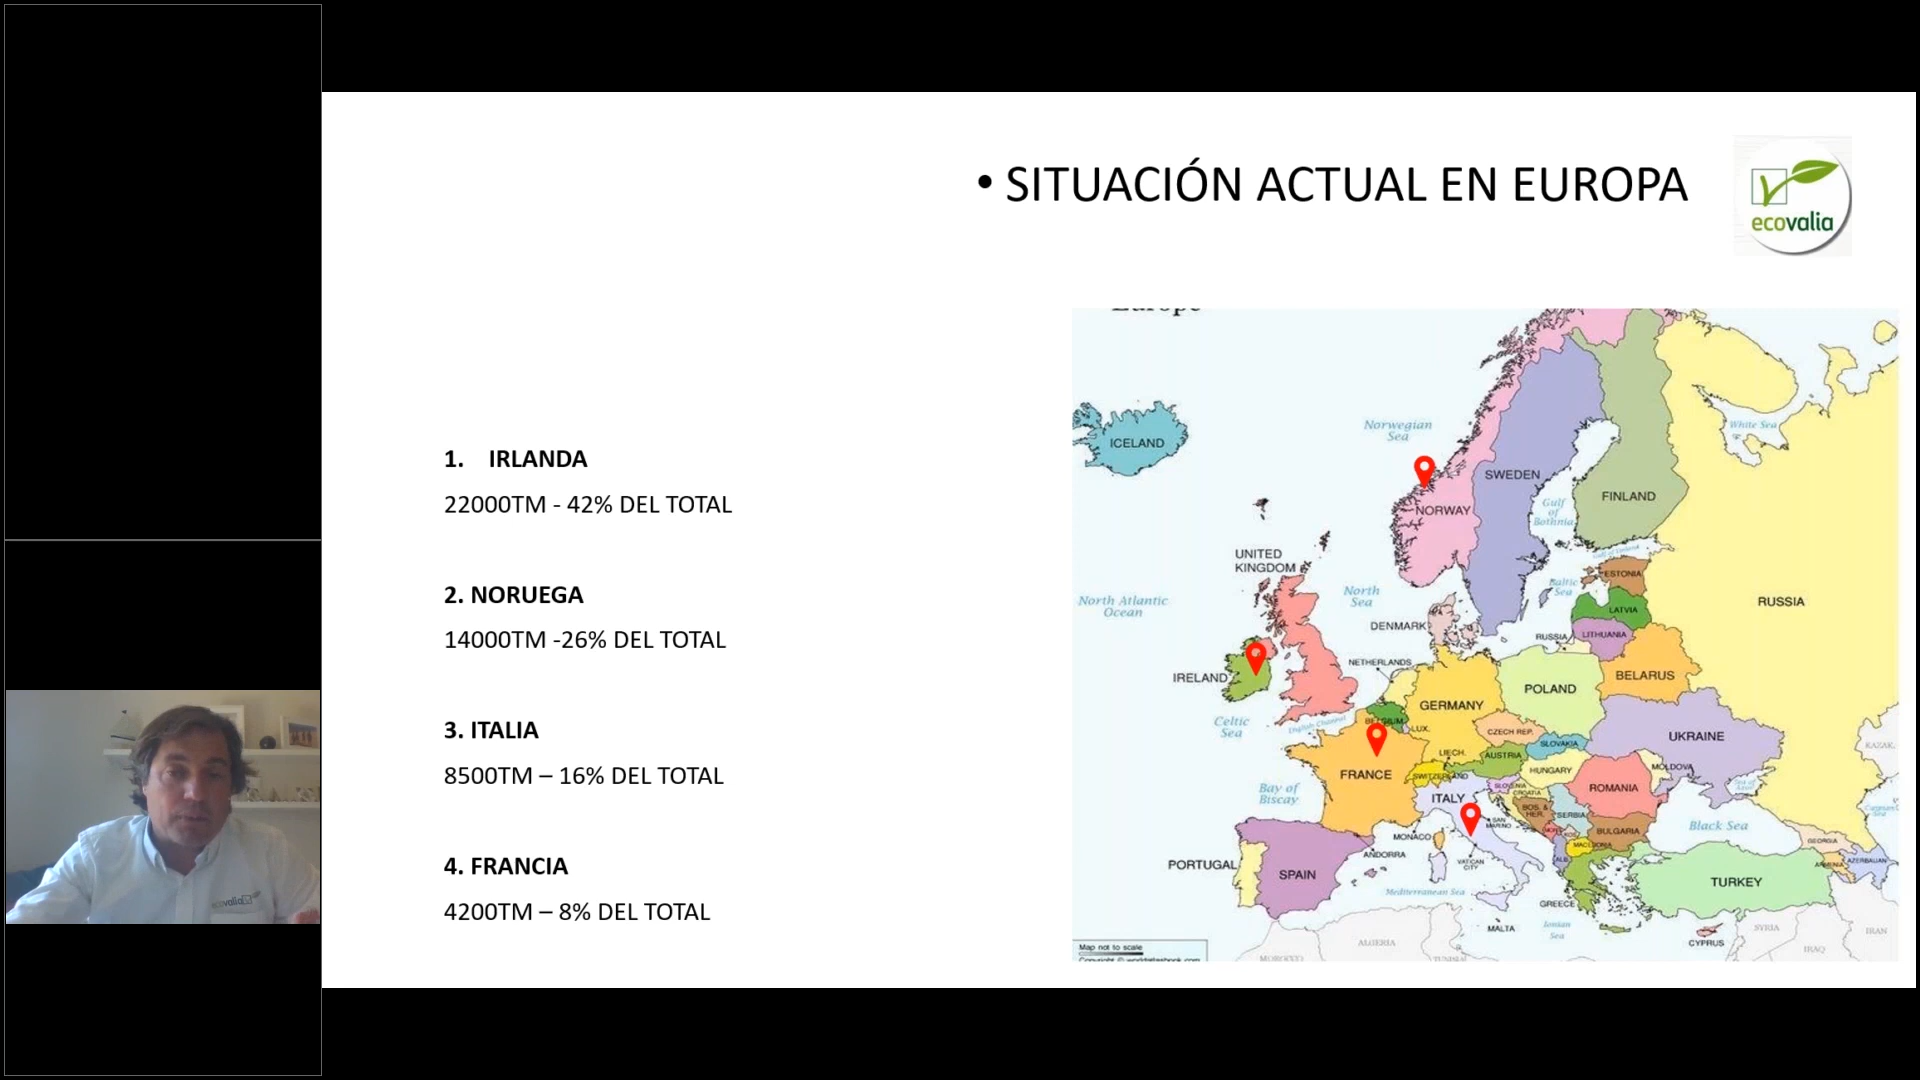 • SITUACIÓN ACTUAL EN EUROPA
ecovalia
1. IRLANDA
22000TM - 42% DEL TOTAL
2. NORUEGA
14000TM -26% DEL TOTAL
3. ITALIA
8500TM – 16% DEL TOTAL
4. FRANCIA
4200TM – 8% DEL TOTAL
Europe
ICELAND
Norwegian
Sea
White Sea
SWEDEN
FINLAND
NORWAY
Gulf
of
Bothnia
UNITED
KINGDOM
Gulf of Finland
ESTONIA
Baltic
Sea
North Atlantic
Ocean
North
Sea
LATVIA
RUSSIA
DENMARK
RUSSIA
LITHUANIA
NETHERLANDS
IRELAND
BELARUS
POLAND
GERMANY
Celtic
Sea
English Channel
BELGIUM
LUX.
CZECH REP.
UKRAINE
SLOVAKIA
KAZAK.
LIECH.
AUSTRIA
FRANCE
SWITZERLAND
HUNGARY
MOLDOVA
Bay of
Biscay
SLOVENIA
CROATIA
ROMANIA
ITALY
BOS. &
HER.
SERBIA
SAN
MARINO
Black Sea
BULGARIA
MONACO
MACEDONIA
GEORGIA
ANDORRA
ALB.
VATICAN
CITY
ARMENIA
AZERBAIJAN
PORTUGAL
SPAIN
TURKEY
Mediterranean Sea
GREECE
MALTA
Ionian
Sea
SYRIA
IRAN
CYPRUS
IRAQ
ALGERIA
Map not to scale
MOROCCO
TUNISIA
ecovalia